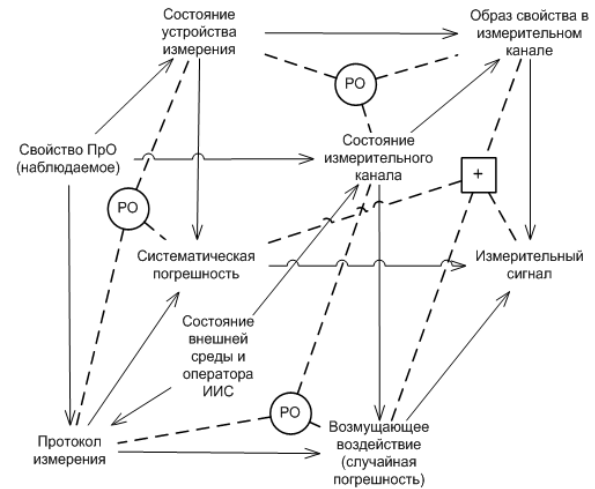 Состояние
устройства
измерения
Образ свойства в
измерительном
канале
РО
Состояние
измерительного
канала
Свойство ПрО
(наблюдаемое)
+
РО
Систематическая
погрешность
Измерительный
сигнал
Состояние
внешней
среды и
оператора
ИИС
РО
Протокол
измерения
Возмущающее
воздействие
(случайная
погрешность)